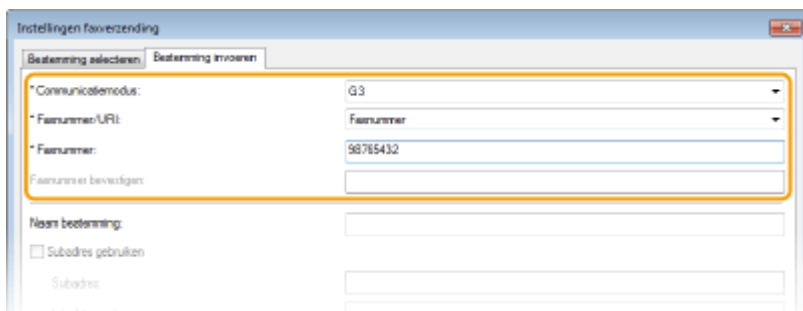 Instellingen faxverzending
Bestemming selecteren Bestemming invoeren
* Communicatiemodus: G3
* Faxnummer/URI: Faxnummer
* Faxnummer: 98765432
Faxnummer bevestigen:
Naam bestemming:
Subadres gebruiken
Subadres: